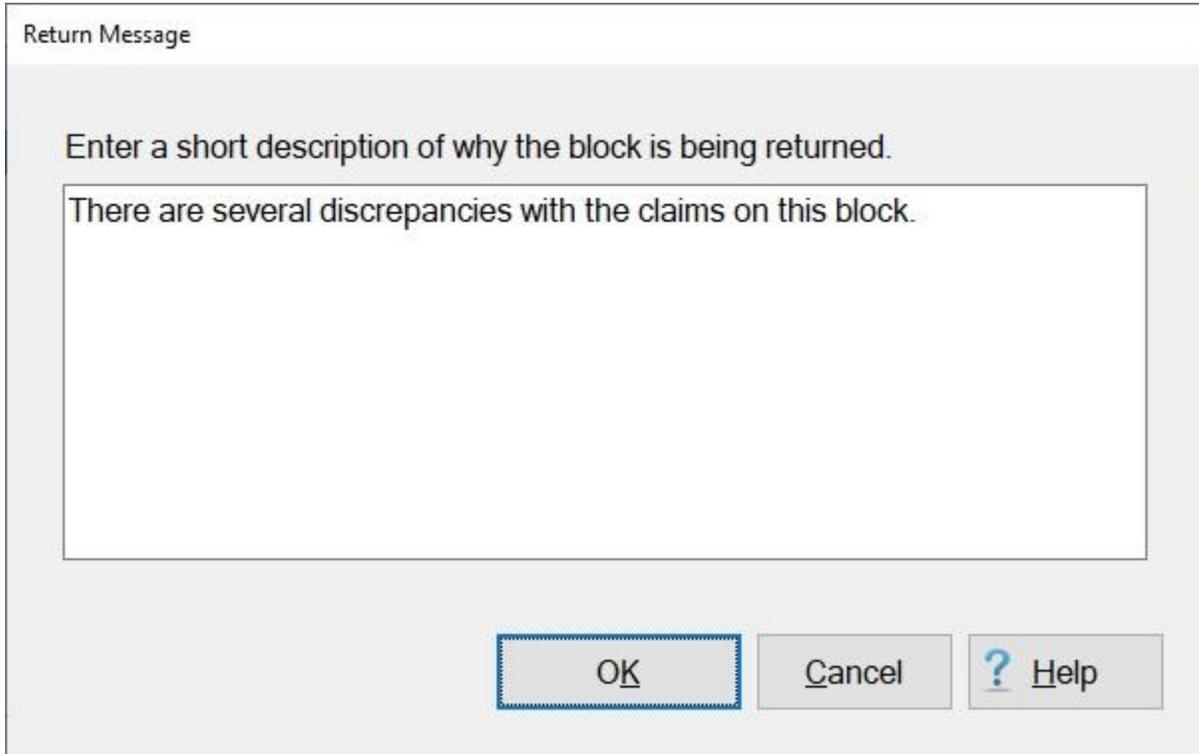 Return Message
Enter a short description of why the block is being returned.
There are several discrepancies with the claims on this block.
OK
Cancel
? Help